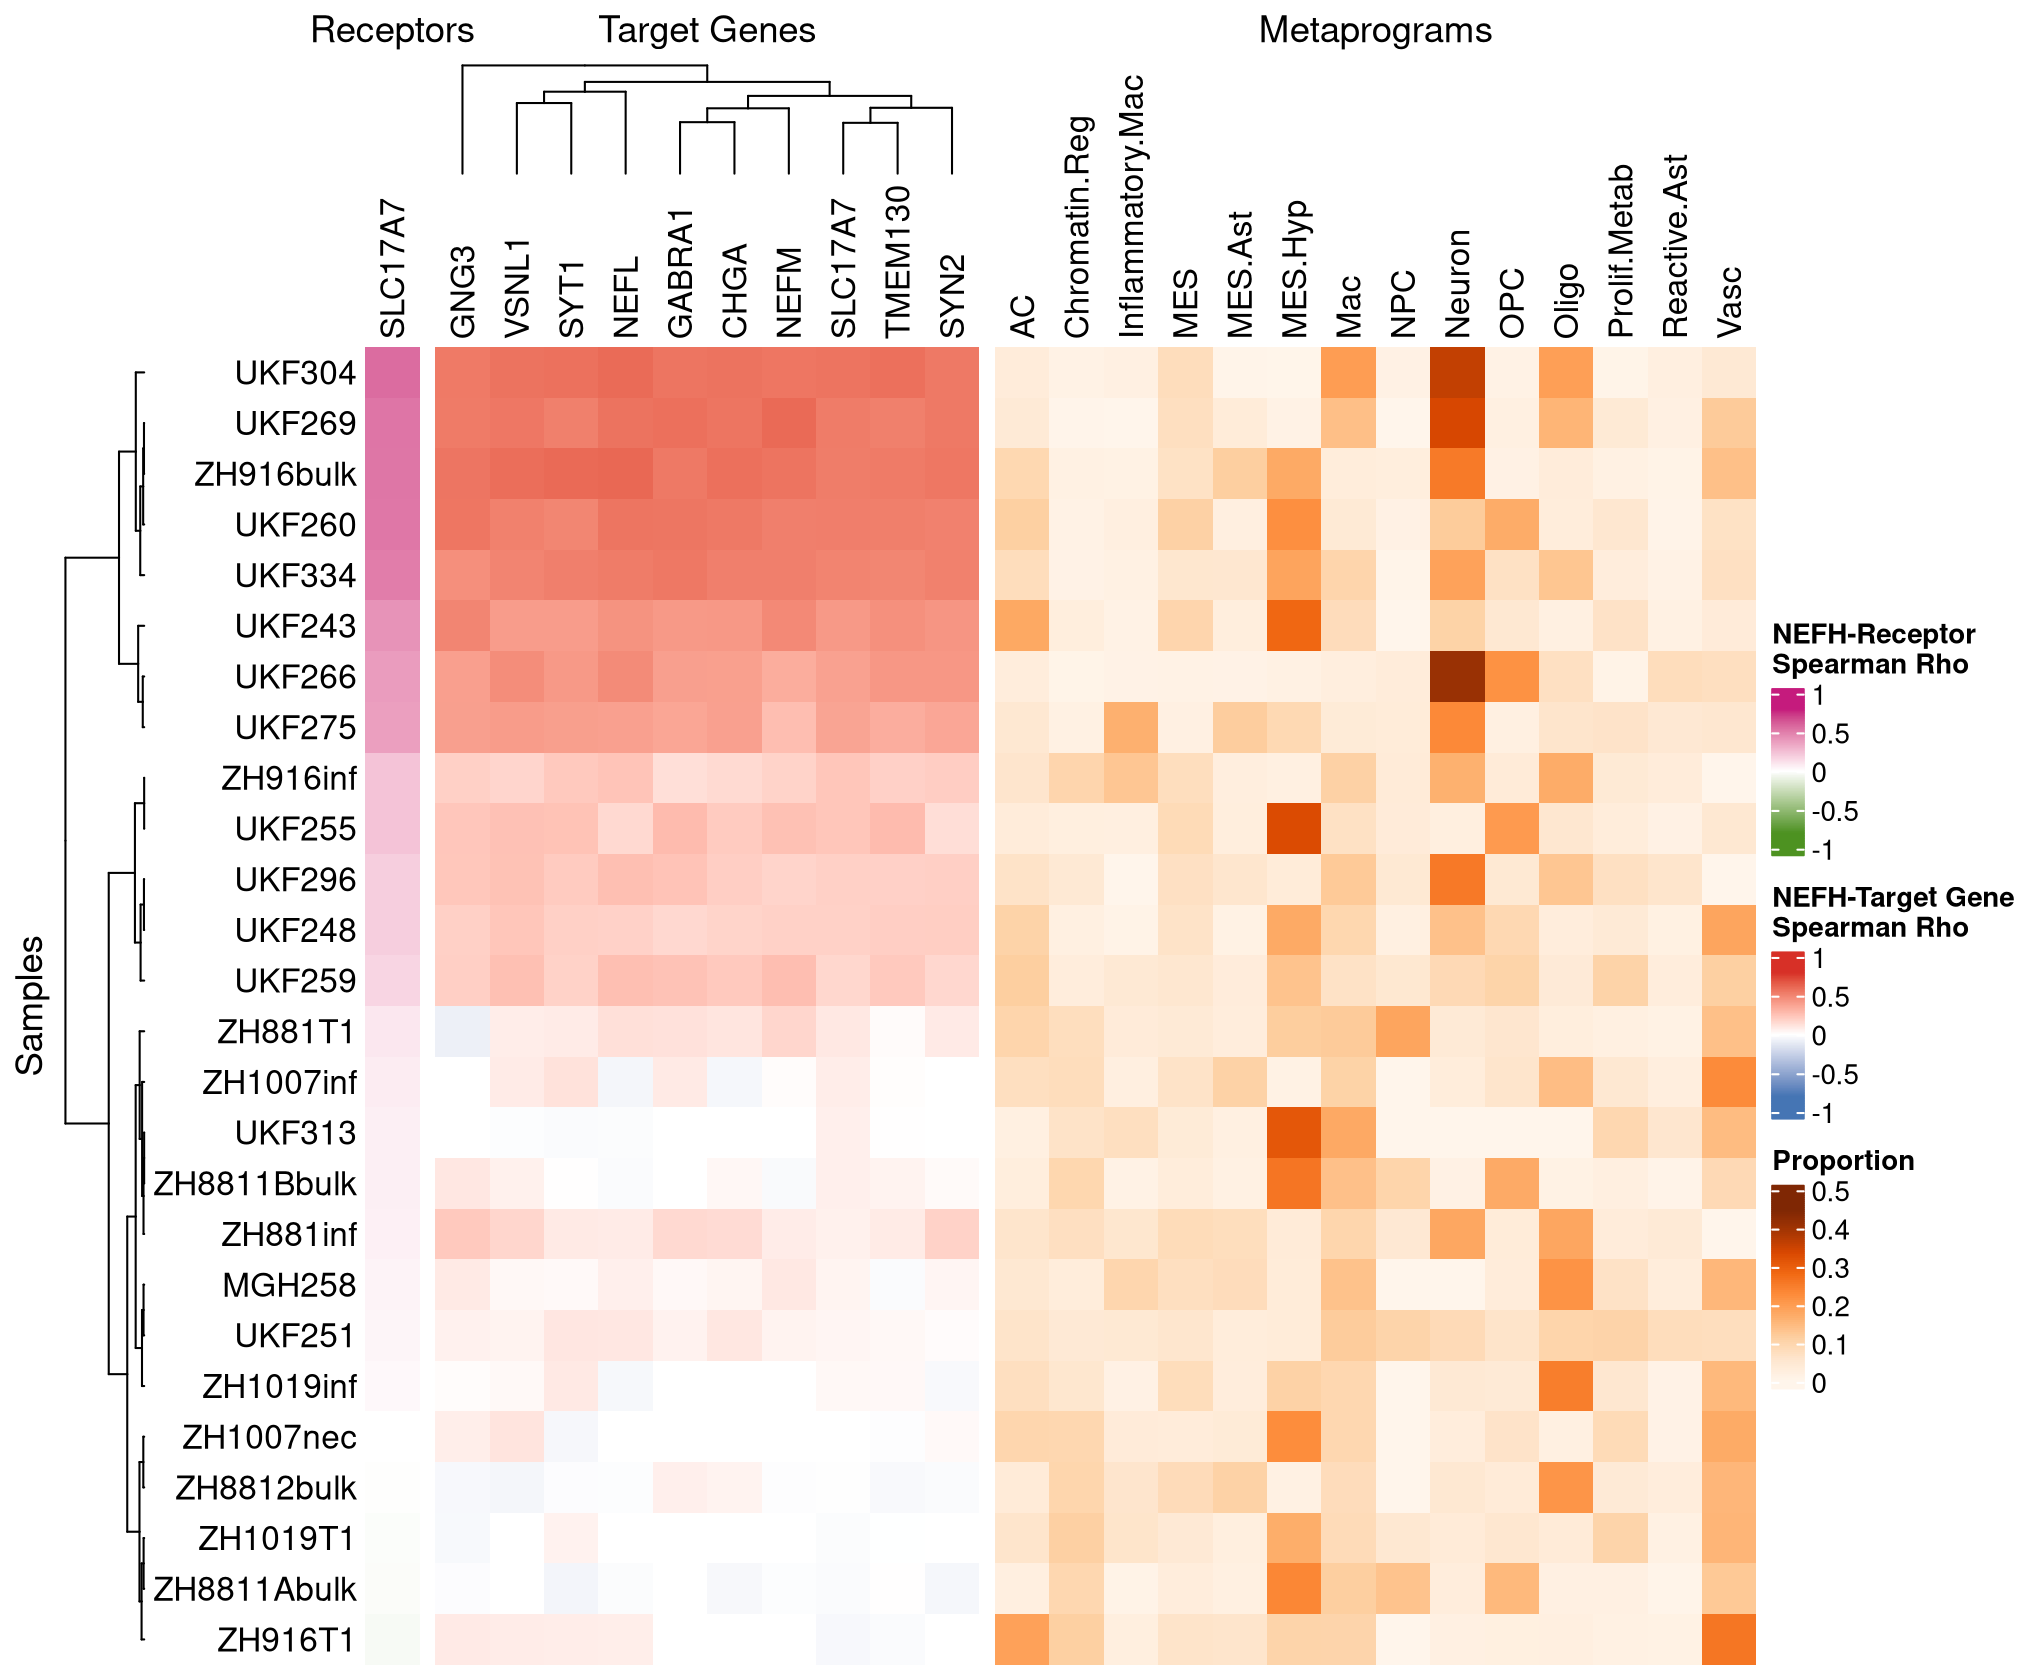 Receptors
Target Genes
Metaprograms
SLC17A7
GNG3
VSNL1
SYT1
NEFL
GABRA1
CHGA
NEFM
SLC17A7
TMEM130
SYN2
AC
Chromatin.Reg
Inflammatory.Mac
MES
MES.Ast
MES.Hyp
Mac
NPC
Neuron
OPC
Oligo
Prolif.Metab
Reactive.Ast
Vasc
Samples
UKF304
UKF269
ZH916bulk
UKF260
UKF334
UKF243
UKF266
UKF275
ZH916inf
UKF255
UKF296
UKF248
UKF259
ZH881T1
ZH1007inf
UKF313
ZH8811Bbulk
ZH881inf
MGH258
UKF251
ZH1019inf
ZH1007nec
ZH8812bulk
ZH1019T1
ZH8811Abulk
ZH916T1
NEFH-Receptor
Spearman Rho
1
0.5
0
-0.5
-1
NEFH-Target Gene
Spearman Rho
1
0.5
0
-0.5
-1
Proportion
0.5
0.4
0.3
0.2
0.1
0